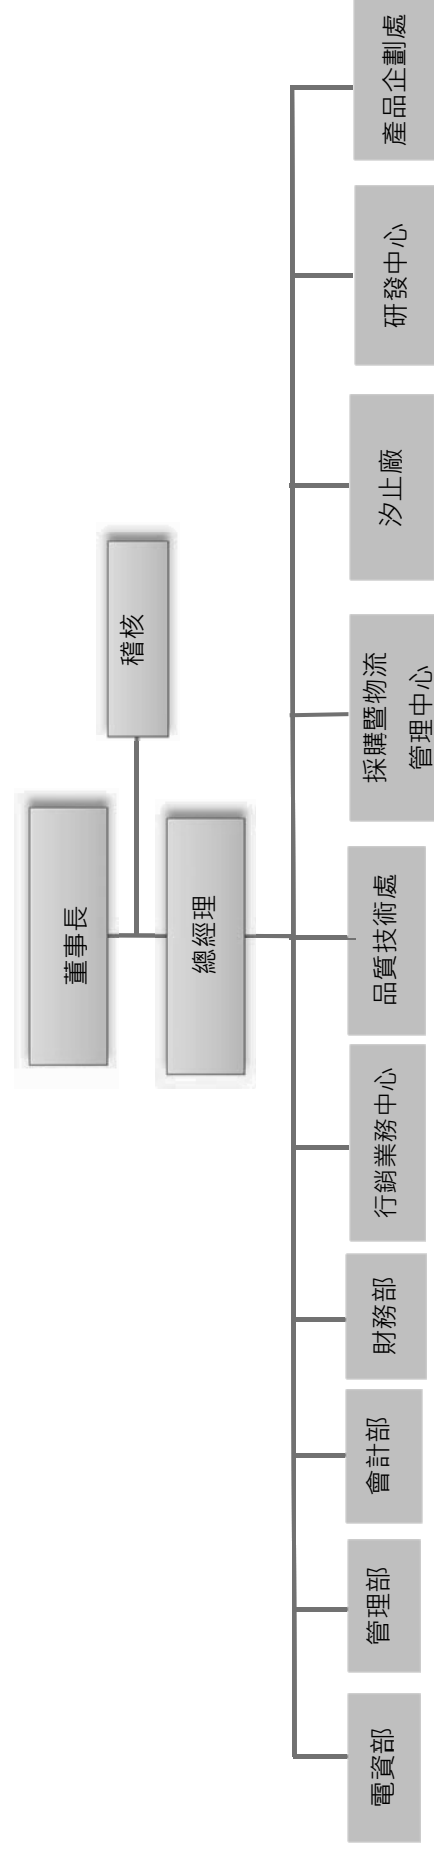 董事長
稽核
總經理
電資部
管理部
會計部
財務部
行銷業務中心
品質技術處
採購暨物流
管理中心
汐止廠
研發中心
產品企劃處